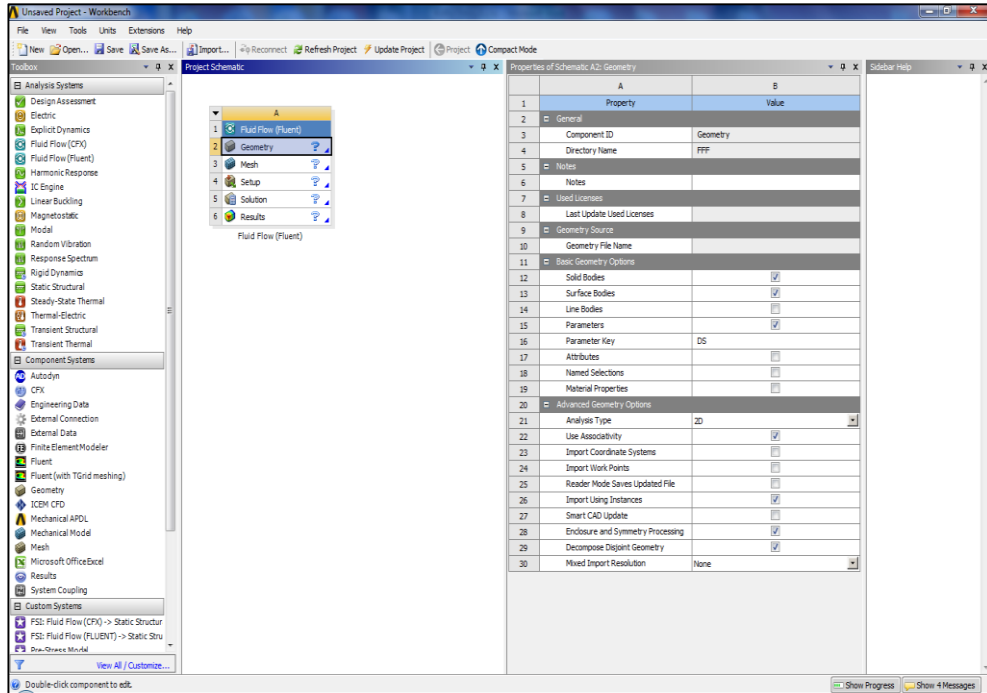 Unsaved Project - Workbench
File View Tools Units Extensions Help
New Open... Save Save As... Import... Reconnect Refresh Project Update Project Project Compact Mode
Toolbox
Analysis Systems
Design Assessment
Electric
Explicit Dynamics
Fluid Flow (CFX)
Fluid Flow (Fluent)
Harmonic Response
IC Engine
Linear Buckling
Magnetostatic
Modal
Random Vibration
Response Spectrum
Rigid Dynamics
Static Structural
Steady-State Thermal
Thermal-Electric
Transient Structural
Transient Thermal
Component Systems
Autodyn
CFX
Engineering Data
External Connection
External Data
Finite Element Modeler
Fluent
Fluent (with TGrid meshing)
Geometry
ICEM CFD
Mechanical APDL
Mechanical Model
Mesh
Microsoft Office Excel
Results
System Coupling
Custom Systems
FSI: Fluid Flow (CFX) -> Static Structur
FSI: Fluid Flow (FLUENT) -> Static Stru
Pre-Stress Modal
View All / Customize...
Project Schematic
A
1 Fluid Flow (Fluent)
2 Geometry ?
3 Mesh ?
4 Setup ?
5 Solution ?
6 Results ?
Fluid Flow (Fluent)
Properties of Schematic A2: Geometry
A B
1 Property Value
2 General
3 Component ID Geometry
4 Directory Name FFF
5 Notes
6 Notes
7 Used Licenses
8 Last Update Used Licenses
9 Geometry Source
10 Geometry File Name
11 Basic Geometry Options
12 Solid Bodies
13 Surface Bodies
14 Line Bodies
15 Parameters
16 Parameter Key DS
17 Attributes
18 Named Selections
19 Material Properties
20 Advanced Geometry Options
21 Analysis Type 2D
22 Use Associativity
23 Import Coordinate Systems
24 Import Work Points
25 Reader Mode Saves Updated File
26 Import Using Instances
27 Smart CAD Update
28 Enclosure and Symmetry Processing
29 Decompose Disjoint Geometry
30 Mixed Import Resolution None
Sidebar Help
Double-click component to edit.
Show Progress Show 4 Messages